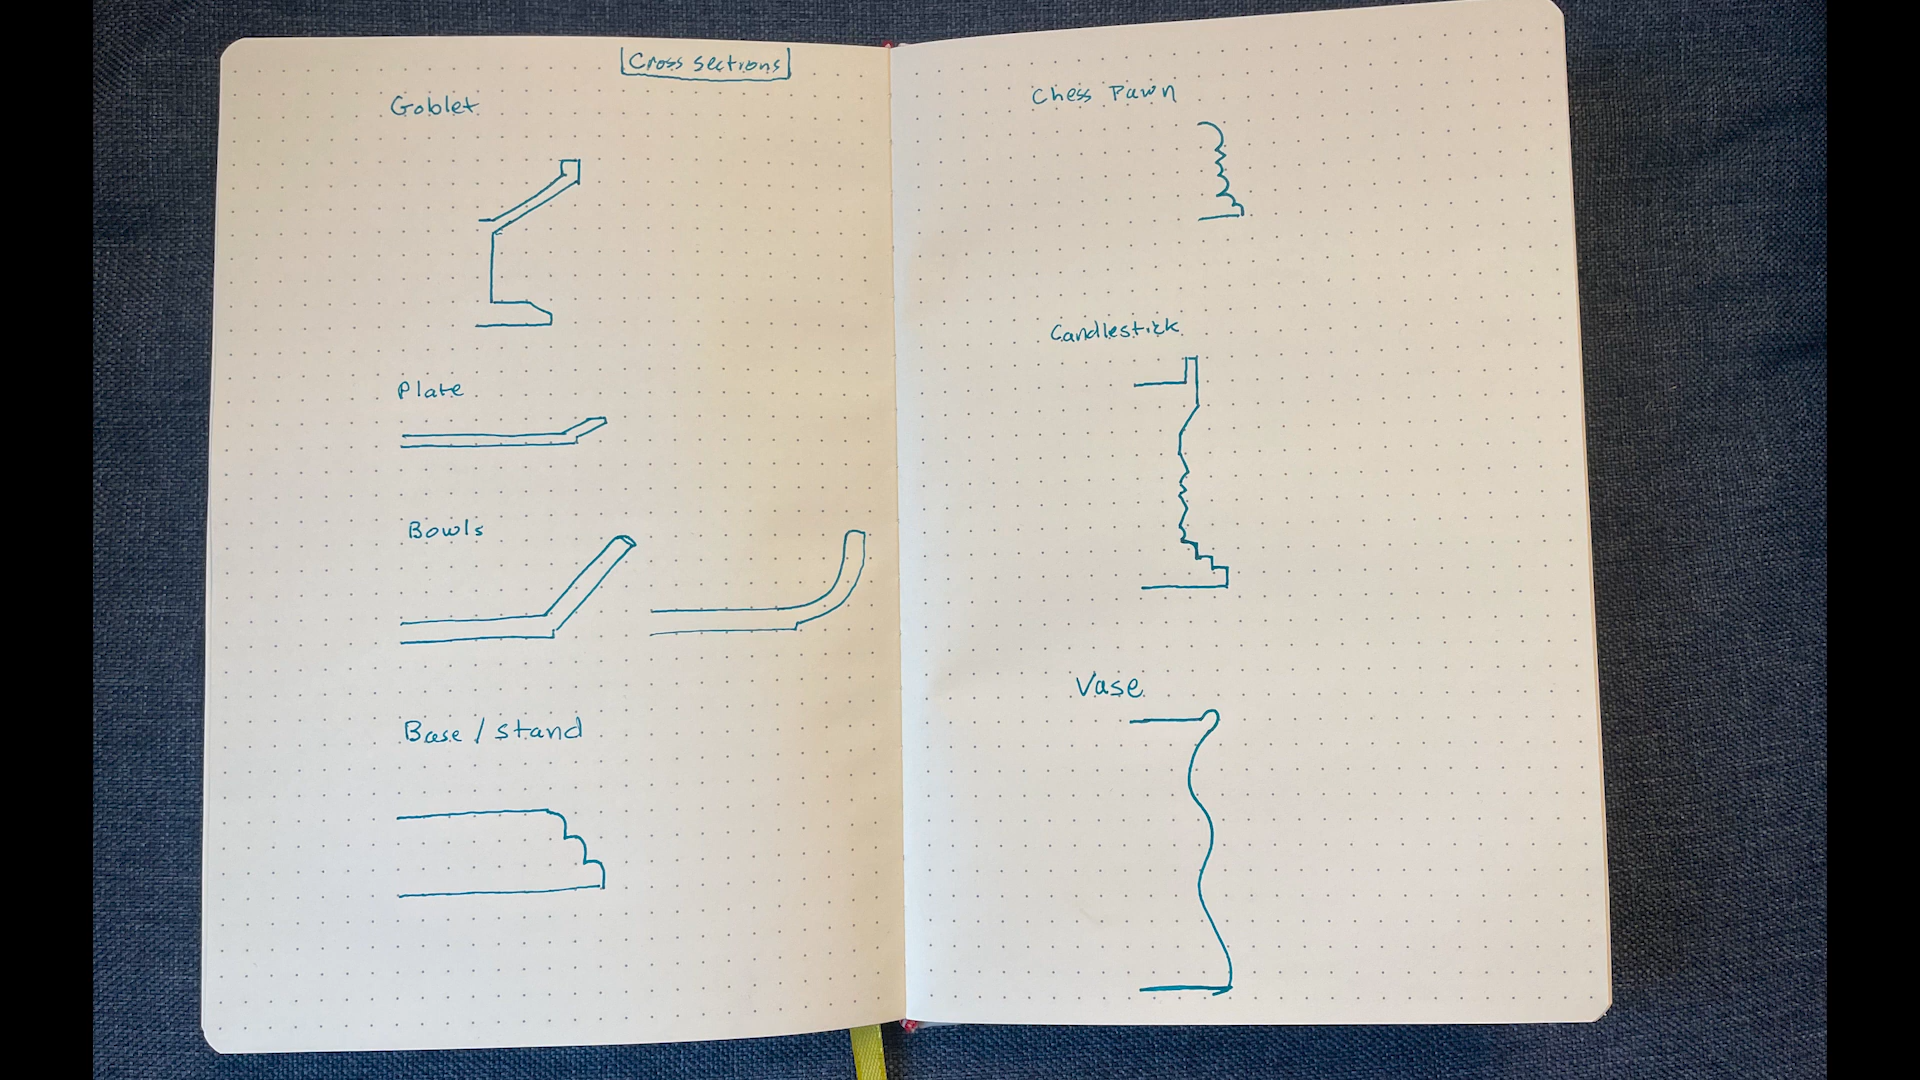 Cross sections
Goblet
Plate
Bowls
Base / Stand
Chess Pawn
Candlestick
Vase